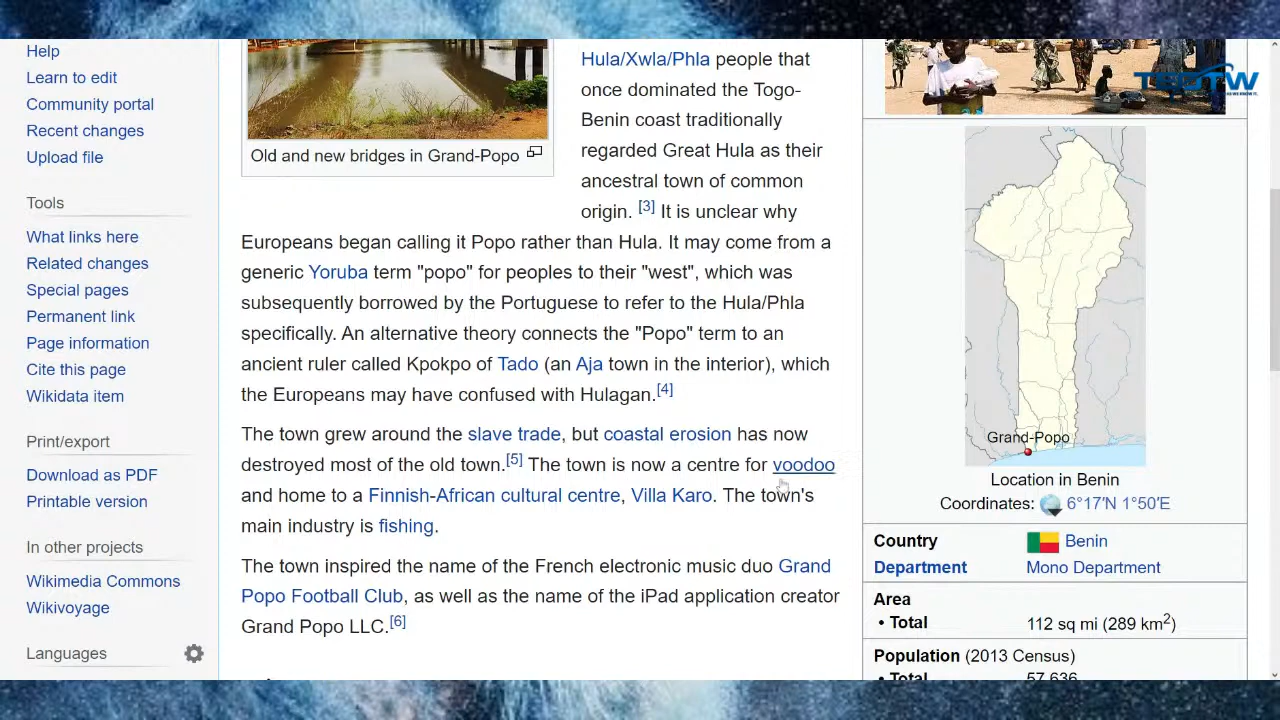 Help
Learn to edit
Community portal
Recent changes
Upload file
Tools
What links here
Related changes
Special pages
Permanent link
Page information
Cite this page
Wikidata item
Print/export
Download as PDF
Printable version
In other projects
Wikimedia Commons
Wikivoyage
Languages
Old and new bridges in Grand-Popo
Hula/Xwla/Phla people that
once dominated the Togo-
Benin coast traditionally
regarded Great Hula as their
ancestral town of common
origin. [3] It is unclear why
Europeans began calling it Popo rather than Hula. It may come from a
generic Yoruba term "popo" for peoples to their "west", which was
subsequently borrowed by the Portuguese to refer to the Hula/Phla
specifically. An alternative theory connects the "Popo" term to an
ancient ruler called Kpokpo of Tado (an Aja town in the interior), which
the Europeans may have confused with Hulagan.[4]
The town grew around the slave trade, but coastal erosion has now
destroyed most of the old town.[5] The town is now a centre for voodoo
and home to a Finnish-African cultural centre, Villa Karo. The town's
main industry is fishing.
The town inspired the name of the French electronic music duo Grand
Popo Football Club, as well as the name of the iPad application creator
Grand Popo LLC.[6]
Grand-Popo
Location in Benin
Coordinates: 6°17′N 1°50′E
Country Benin
Department Mono Department
Area
• Total 112 sq mi (289 km2)
Population (2013 Census)
• Total 57,636